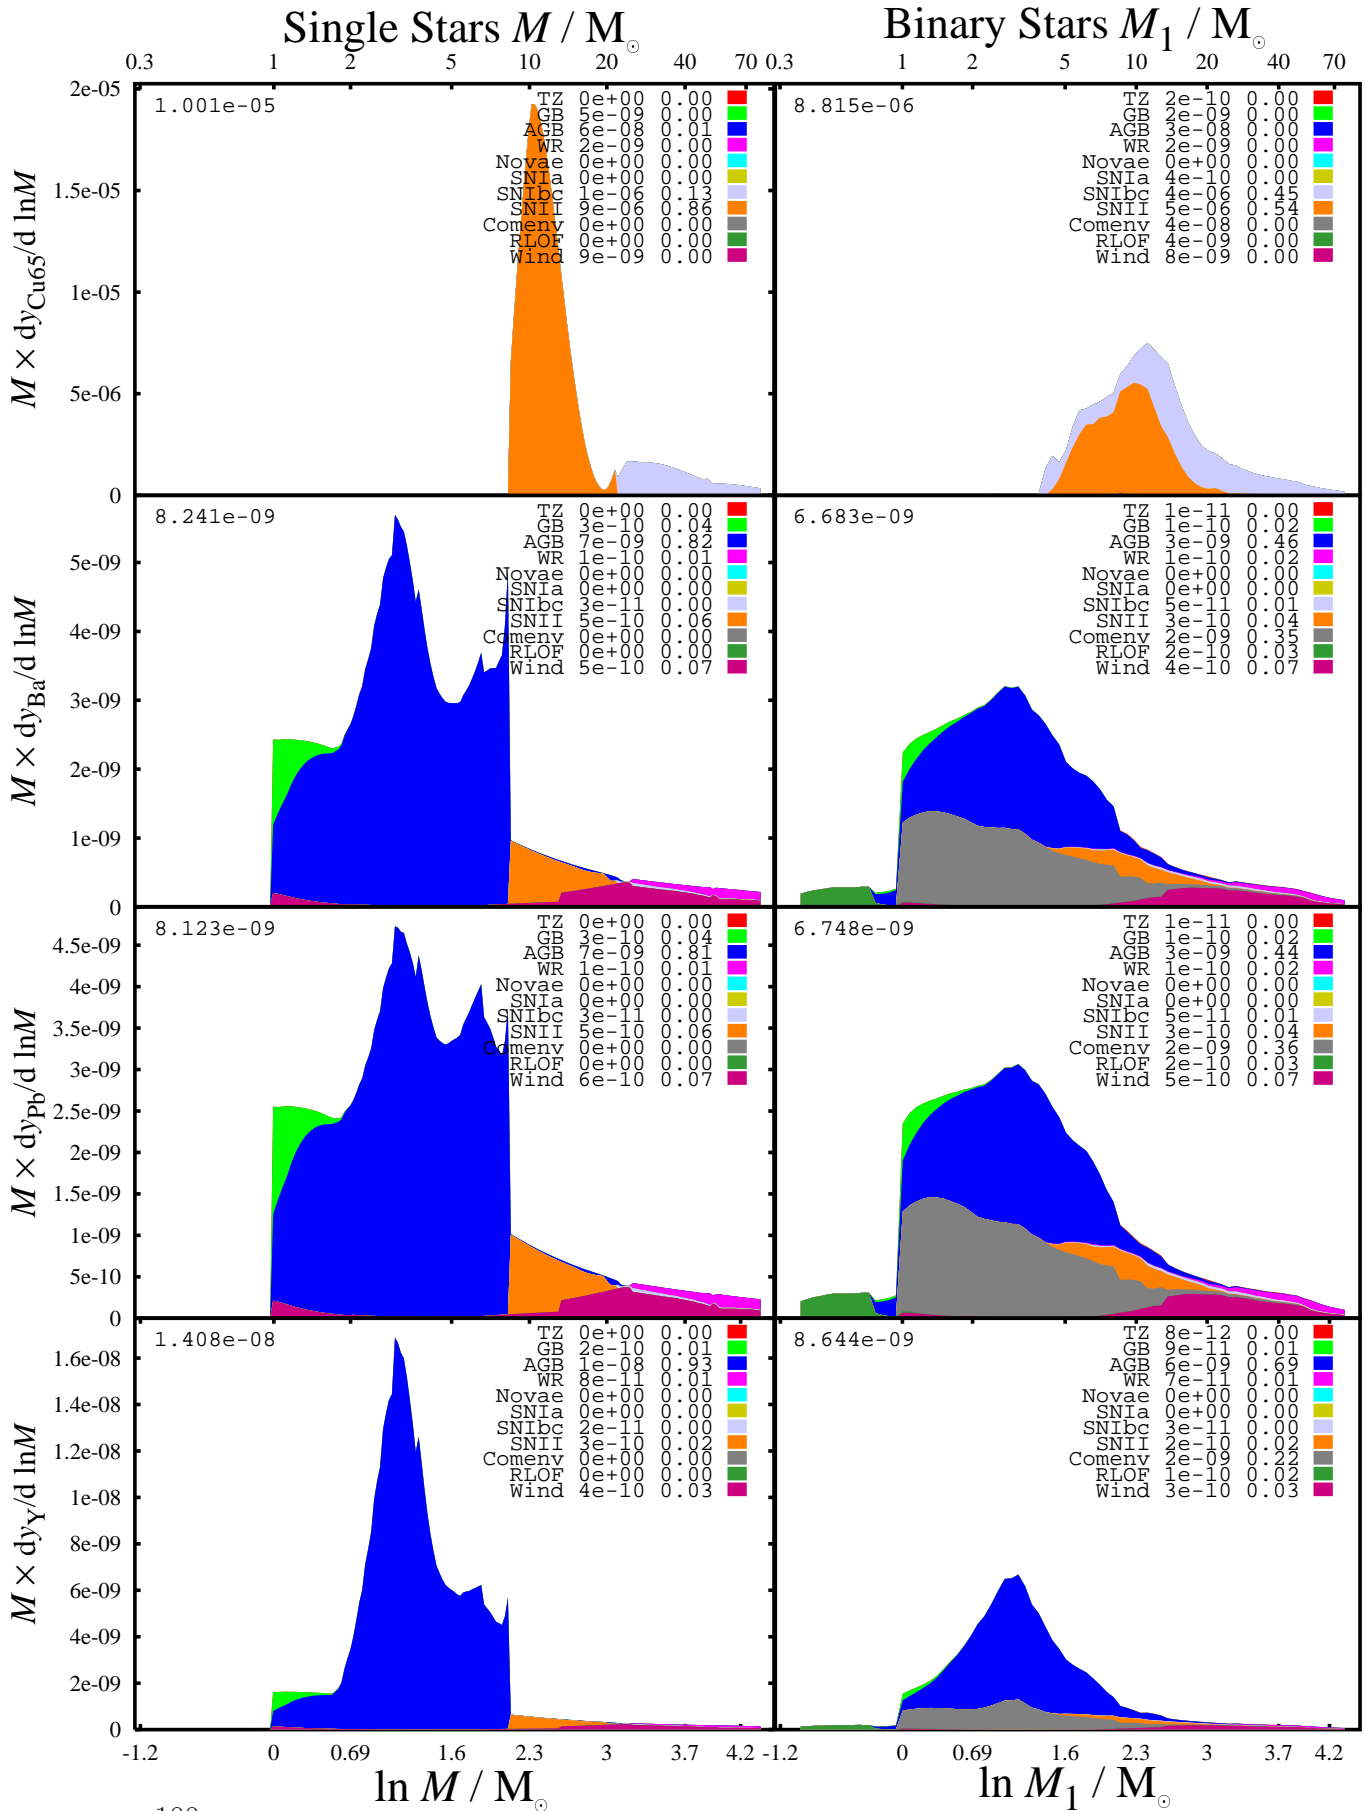 Single Stars M / M☉
Binary Stars M1 / M☉
0.3 1 2 5 10 20 40 70
0.3 1 2 5 10 20 40 70
M × dyCu65/d lnM
2e-05
1.5e-05
1e-05
5e-06
0
1.001e-05
TZ 0e+00 0.00
GB 5e-09 0.00
AGB 6e-08 0.01
WR 2e-09 0.00
Novae 0e+00 0.00
SNIa 0e+00 0.00
SNIbc 1e-06 0.13
SNII 9e-06 0.86
Comenv 0e+00 0.00
RLOF 0e+00 0.00
Wind 9e-09 0.00
8.815e-06
TZ 2e-10 0.00
GB 2e-09 0.00
AGB 3e-08 0.00
WR 2e-09 0.00
Novae 0e+00 0.00
SNIa 4e-10 0.00
SNIbc 4e-06 0.45
SNII 5e-06 0.54
Comenv 4e-08 0.00
RLOF 4e-09 0.00
Wind 8e-09 0.00
M × dyBa/d lnM
5e-09
4e-09
3e-09
2e-09
1e-09
0
8.241e-09
TZ 0e+00 0.00
GB 3e-10 0.04
AGB 7e-09 0.82
WR 1e-10 0.01
Novae 0e+00 0.00
SNIa 0e+00 0.00
SNIbc 3e-11 0.00
SNII 5e-10 0.06
Comenv 0e+00 0.00
RLOF 0e+00 0.00
Wind 5e-10 0.07
6.683e-09
TZ 1e-11 0.00
GB 1e-10 0.02
AGB 3e-09 0.46
WR 1e-10 0.02
Novae 0e+00 0.00
SNIa 0e+00 0.00
SNIbc 5e-11 0.01
SNII 3e-10 0.04
Comenv 2e-09 0.35
RLOF 2e-10 0.03
Wind 4e-10 0.07
M × dyPb/d lnM
4.5e-09
4e-09
3.5e-09
3e-09
2.5e-09
2e-09
1.5e-09
1e-09
5e-10
0
8.123e-09
TZ 0e+00 0.00
GB 3e-10 0.04
AGB 7e-09 0.81
WR 1e-10 0.01
Novae 0e+00 0.00
SNIa 0e+00 0.00
SNIbc 3e-11 0.00
SNII 5e-10 0.06
Comenv 0e+00 0.00
RLOF 0e+00 0.00
Wind 6e-10 0.07
6.748e-09
TZ 1e-11 0.00
GB 1e-10 0.02
AGB 3e-09 0.44
WR 1e-10 0.02
Novae 0e+00 0.00
SNIa 0e+00 0.00
SNIbc 5e-11 0.01
SNII 3e-10 0.04
Comenv 2e-09 0.36
RLOF 2e-10 0.03
Wind 5e-10 0.07
M × dyY/d lnM
1.6e-08
1.4e-08
1.2e-08
1e-08
8e-09
6e-09
4e-09
2e-09
0
1.408e-08
TZ 0e+00 0.00
GB 2e-10 0.01
AGB 1e-08 0.93
WR 8e-11 0.01
Novae 0e+00 0.00
SNIa 0e+00 0.00
SNIbc 2e-11 0.00
SNII 3e-10 0.02
Comenv 0e+00 0.00
RLOF 0e+00 0.00
Wind 4e-10 0.03
8.644e-09
TZ 8e-12 0.00
GB 9e-11 0.01
AGB 6e-09 0.69
WR 7e-11 0.01
Novae 0e+00 0.00
SNIa 0e+00 0.00
SNIbc 3e-11 0.00
SNII 2e-10 0.02
Comenv 2e-09 0.22
RLOF 1e-10 0.02
Wind 3e-10 0.03
-1.2 0 0.69 1.6 2.3 3 3.7 4.2
-1.2 0 0.69 1.6 2.3 3 3.7 4.2
ln M / M☉
ln M1 / M☉